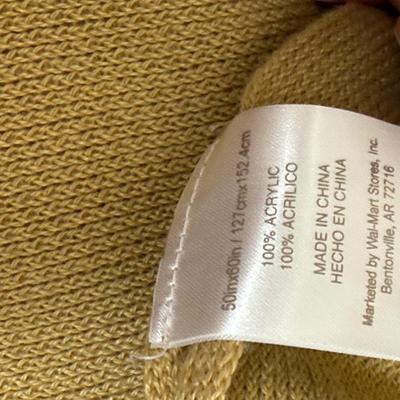 50inx60in / 127cmx152.4cm
100% ACRYLIC
100% ACRILICO
MADE IN CHINA
HECHO EN CHINA
Marketed by Wal-Mart Stores, Inc.
Bentonville, AR 72716